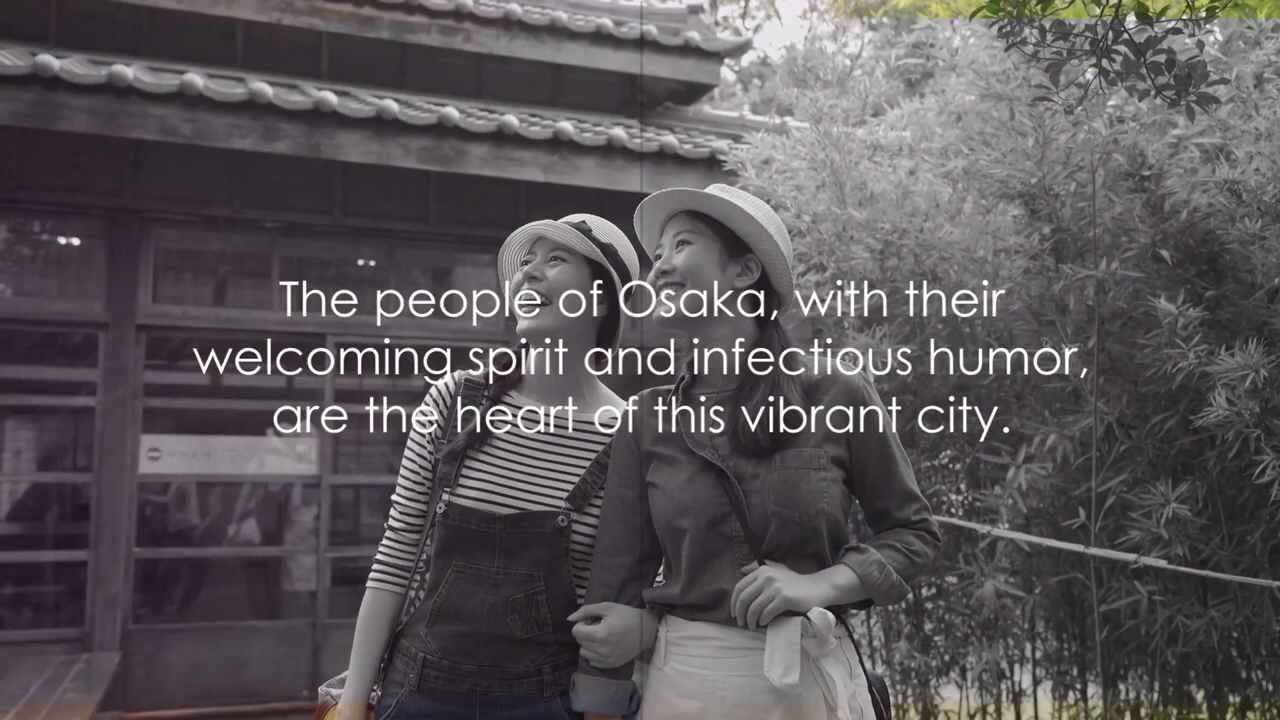 The people of Osaka, with their
welcoming spirit and infectious humor,
are the heart of this vibrant city.